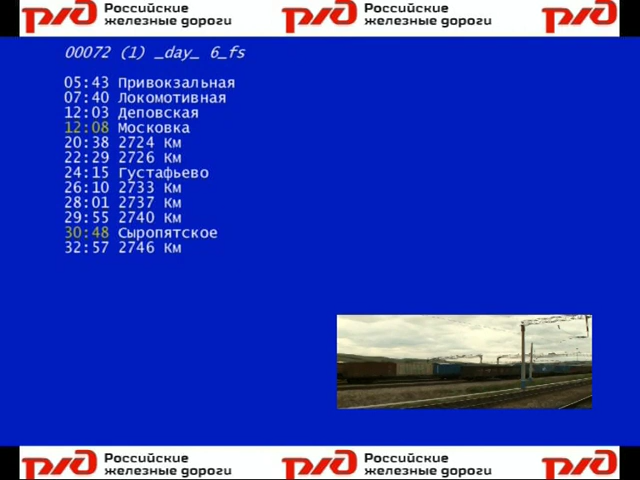 РЖД Российские железные дороги РЖД Российские железные дороги РЖД
00072 (1) _day_ 6_fs
05:43 Привокзальная
07:40 Локомотивная
12:03 Деповская
12:08 Московка
20:38 2724 Км
22:29 2726 Км
24:15 Густафьево
26:10 2733 Км
28:01 2737 Км
29:55 2740 Км
30:48 Сыропятское
32:57 2746 Км
РЖД Российские железные дороги РЖД Российские железные дороги РЖД